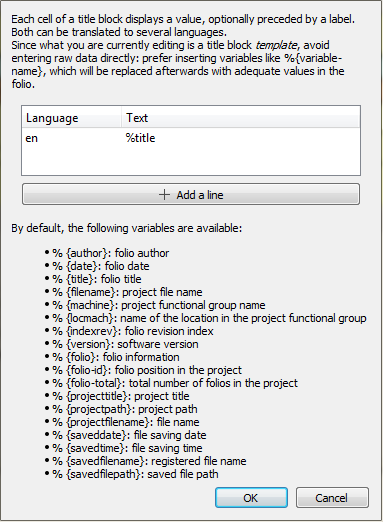 Each cell of a title block displays a value, optionally preceded by a label.
Both can be translated to several languages.
Since what you are currently editing is a title block template, avoid
entering raw data directly: prefer inserting variables like %{variable-
name}, which will be replaced afterwards with adequate values in the
folio.
Language Text
en %title
+ Add a line
By default, the following variables are available:
• % {author}: folio author
• % {date}: folio date
• % {title}: folio title
• % {filename}: project file name
• % {machine}: project functional group name
• % {locmach}: name of the location in the project functional group
• % {indexrev}: folio revision index
• % {version}: software version
• % {folio}: folio information
• % {folio-id}: folio position in the project
• % {folio-total}: total number of folios in the project
• % {projecttitle}: project title
• % {projectpath}: project path
• % {projectfilename}: file name
• % {saveddate}: file saving date
• % {savedtime}: file saving time
• % {savedfilename}: registered file name
• % {savedfilepath}: saved file path
OK Cancel